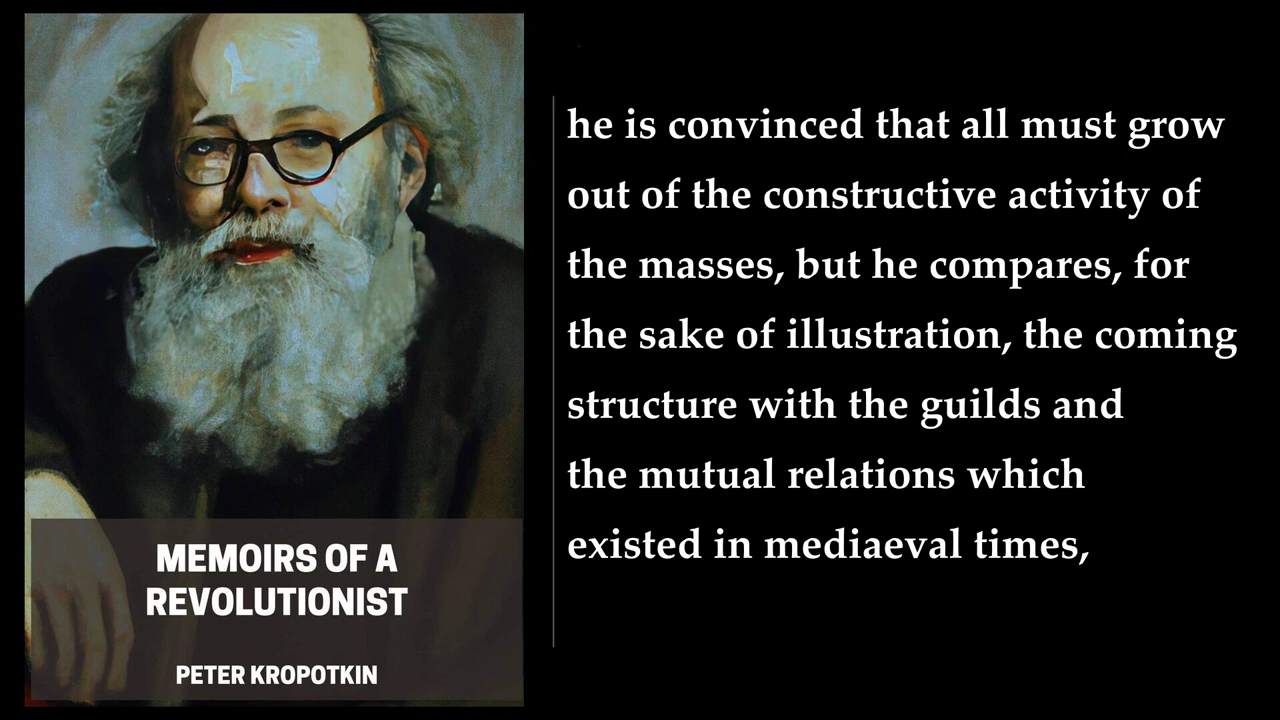 MEMOIRS OF A
REVOLUTIONIST
PETER KROPOTKIN
he is convinced that all must grow
out of the constructive activity of
the masses, but he compares, for
the sake of illustration, the coming
structure with the guilds and
the mutual relations which
existed in mediaeval times,